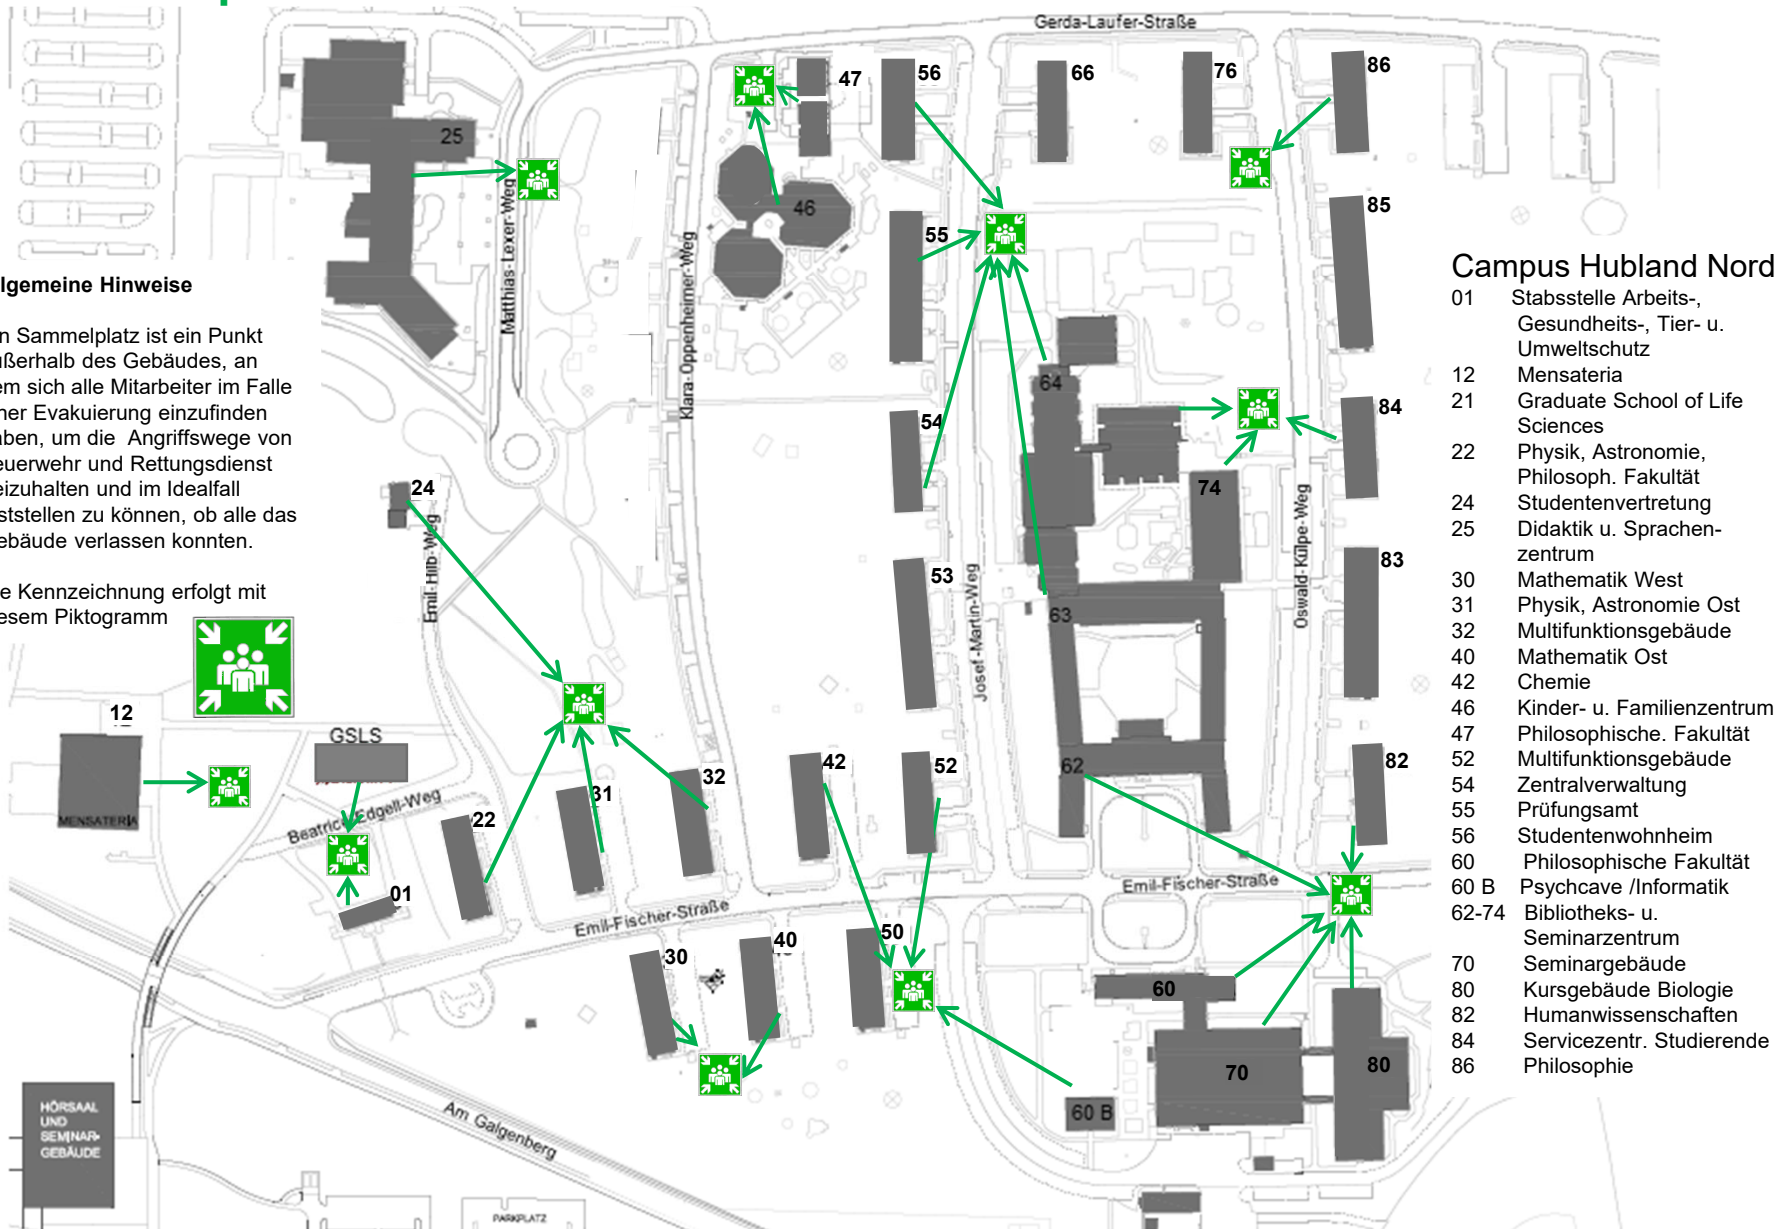 Gerda-Laufer-Straße
47
56
66
76
86
25
Matthias-Lexer-Weg
46
55
85
Klara-Oppenheimer-Weg
lgemeine Hinweise
n Sammelplatz ist ein Punkt
ußerhalb des Gebäudes, an
em sich alle Mitarbeiter im Falle
ner Evakuierung einzufinden
aben, um die Angriffswege von
euerwehr und Rettungsdienst
eizuhalten und im Idealfall
ststellen zu können, ob alle das
ebäude verlassen konnten.
e Kennzeichnung erfolgt mit
esem Piktogramm
64
54
84
24
74
Emil-Hilb-Weg
Oswald-Külpe-Weg
53
83
Josef-Martin-Weg
63
12
GSLS
MENSATERIA
Beatrice-Edgell-Weg
22
31
32
42
52
62
82
01
Emil-Fischer-Straße
Emil-Fischer-Straße
30
40
50
60
70
80
60 B
Am Galgenberg
HÖRSAAL
UND
SEMINAR-
GEBÄUDE
PARKPLATZ
Campus Hubland Nord
01 Stabsstelle Arbeits-,
Gesundheits-, Tier- u.
Umweltschutz
12 Mensateria
21 Graduate School of Life
Sciences
22 Physik, Astronomie,
Philosoph. Fakultät
24 Studentenvertretung
25 Didaktik u. Sprachen-
zentrum
30 Mathematik West
31 Physik, Astronomie Ost
32 Multifunktionsgebäude
40 Mathematik Ost
42 Chemie
46 Kinder- u. Familienzentrum
47 Philosophische. Fakultät
52 Multifunktionsgebäude
54 Zentralverwaltung
55 Prüfungsamt
56 Studentenwohnheim
60 Philosophische Fakultät
60 B Psychcave /Informatik
62-74 Bibliotheks- u.
Seminarzentrum
70 Seminargebäude
80 Kursgebäude Biologie
82 Humanwissenschaften
84 Servicezentr. Studierende
86 Philosophie